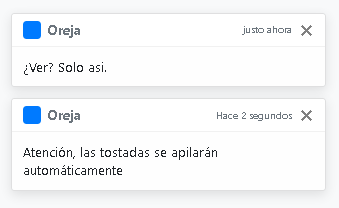 Oreja
justo ahora
¿Ver? Solo asi.
Oreja
Hace 2 segundos
Atención, las tostadas se apilarán
automáticamente